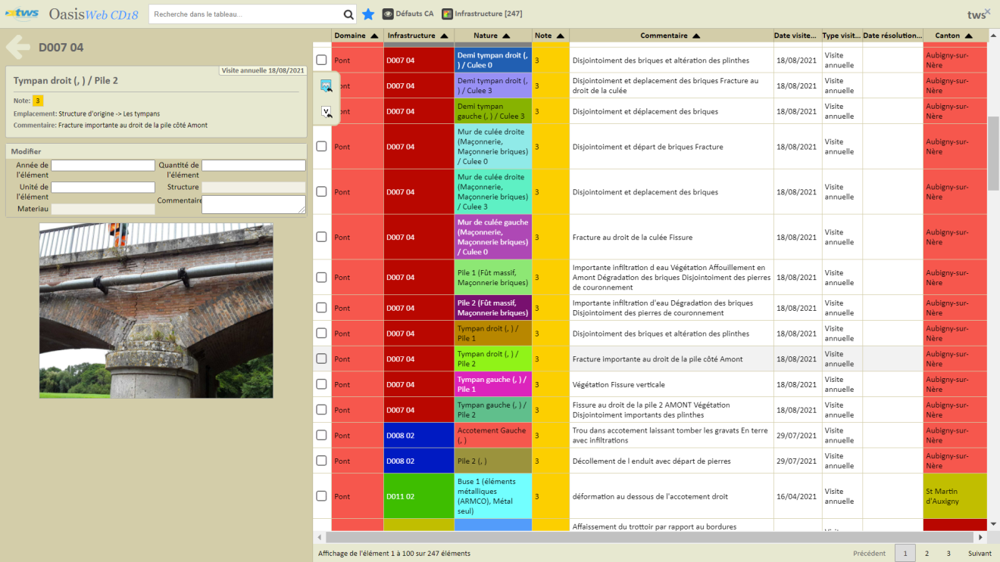 tws OasisWeb CD18 Recherche dans le tableau... Défauts CA Infrastructure [247] tws
D007 04
Visite annuelle 18/08/2021
Tympan droit (, ) / Pile 2
Note: 3
Emplacement: Structure d'origine -> Les tympans
Commentaire: Fracture importante au droit de la pile côté Amont
Modifier
Année de l'élément
Quantité de l'élément
Unité de l'élément
Structure
Materiau
Commentaire
Domaine Infrastructure Nature Note Commentaire Date visite... Type visit... Date résolution... Canton
Pont D007 04 Demi tympan droit (, ) / Culee 0 3 Disjointoiment des briques et altération des plinthes 18/08/2021 Visite annuelle Aubigny-sur-Nère
ont D007 04 Demi tympan droit (, ) / Culee 3 3 Disjointoiment et deplacement des briques Fracture au droit de la culée 18/08/2021 Visite annuelle Aubigny-sur-Nère
ont D007 04 Demi tympan gauche (, ) / Culee 3 3 Disjointoiment et déplacement des briques 18/08/2021 Visite annuelle Aubigny-sur-Nère
Pont D007 04 Mur de culée droite (Maçonnerie, Maçonnerie briques) / Culee 0 3 Disjointoiment et départ de briques Fracture 18/08/2021 Visite annuelle Aubigny-sur-Nère
Pont D007 04 Mur de culée droite (Maçonnerie, Maçonnerie briques) / Culee 3 3 Disjointoiment et deplacement des briques 18/08/2021 Visite annuelle Aubigny-sur-Nère
Pont D007 04 Mur de culée gauche (Maçonnerie, Maçonnerie briques) / Culee 0 3 Fracture au droit de la culée Fissure 18/08/2021 Visite annuelle Aubigny-sur-Nère
Pont D007 04 Pile 1 (Fût massif, Maçonnerie briques) 3 Importante infiltration d eau Végétation Affouillement en Amont Dégradation des briques Disjointoiment des pierres de couronnement 18/08/2021 Visite annuelle Aubigny-sur-Nère
Pont D007 04 Pile 2 (Fût massif, Maçonnerie briques) 3 Importante infiltration d'eau Dégradation des briques Disjointoiment des pierres de couronnement 18/08/2021 Visite annuelle Aubigny-sur-Nère
Pont D007 04 Tympan droit (, ) / Pile 1 3 Disjointoiment des briques et altération des plinthes 18/08/2021 Visite annuelle Aubigny-sur-Nère
Pont D007 04 Tympan droit (, ) / Pile 2 3 Fracture importante au droit de la pile côté Amont 18/08/2021 Visite annuelle Aubigny-sur-Nère
Pont D007 04 Tympan gauche (, ) / Pile 1 3 Végétation Fissure verticale 18/08/2021 Visite annuelle Aubigny-sur-Nère
Pont D007 04 Tympan gauche (, ) / Pile 2 3 Fissure au droit de la pile 2 AMONT Végétation Disjointoiment importants des plinthes 18/08/2021 Visite annuelle Aubigny-sur-Nère
Pont D008 02 Accotement Gauche (, ) 3 Trou dans accotement laissant tomber les gravats En terre avec infiltrations 29/07/2021 Visite annuelle Aubigny-sur-Nère
Pont D008 02 Pile 2 (, ) 3 Décollement de l enduit avec départ de pierres 29/07/2021 Visite annuelle Aubigny-sur-Nère
Pont D011 02 Buse 1 (éléments métalliques (ARMCO), Métal seul) 3 déformation au dessous de l'accotement droit 16/04/2021 Visite annuelle St Martin d'Auxigny
Affaissement du trottoir par rapport au bordures
Affichage de l'élément 1 à 100 sur 247 éléments Précédent 1 2 3 Suivant